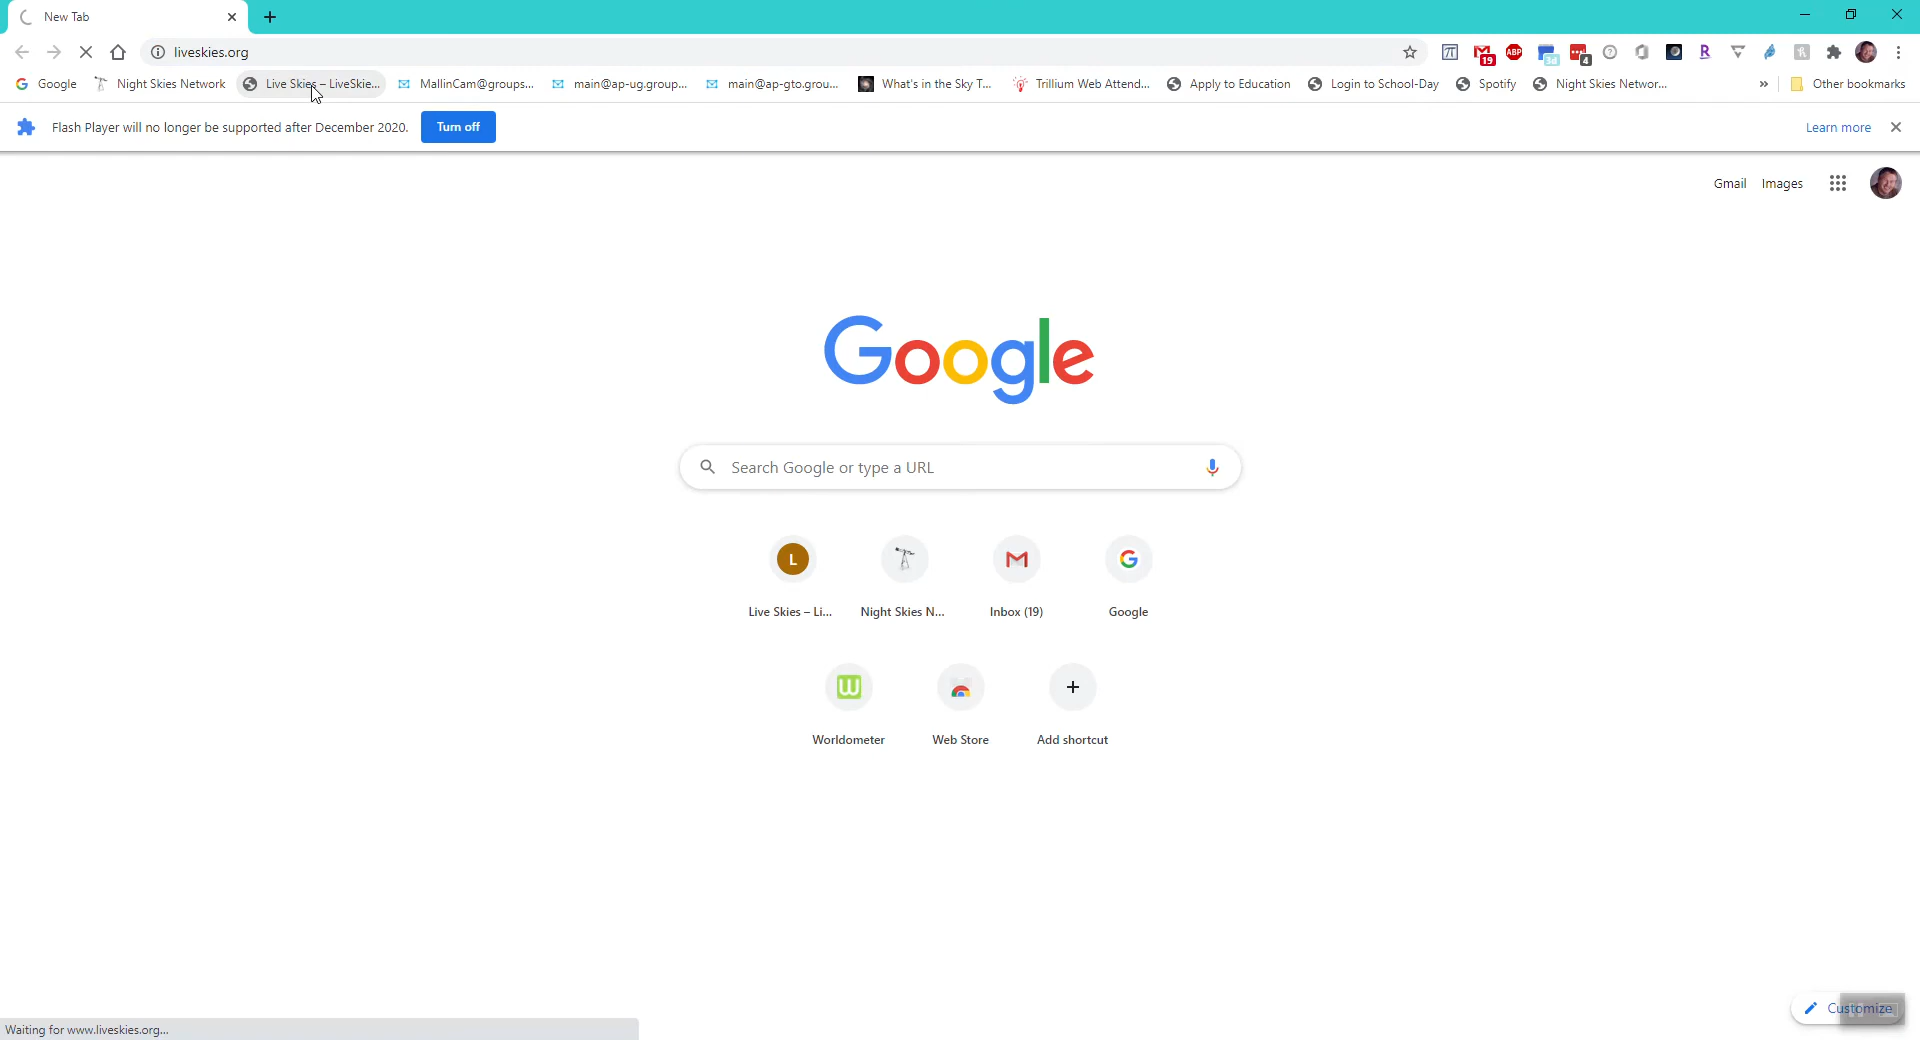 New Tab
liveskies.org
19
ABP
3d
4
Google
Night Skies Network
Live Skies – LiveSkie...
MallinCam@groups...
main@ap-ug.group...
main@ap-gto.grou...
What's in the Sky T...
Trillium Web Attend...
Apply to Education
Login to School-Day
Spotify
Night Skies Networ...
»
Other bookmarks
Flash Player will no longer be supported after December 2020.
Turn off
Learn more
Gmail
Images
Google
Search Google or type a URL
L
Live Skies – Li...
Night Skies N...
Inbox (19)
Google
Worldometer
Web Store
Add shortcut
Customize
Waiting for www.liveskies.org...